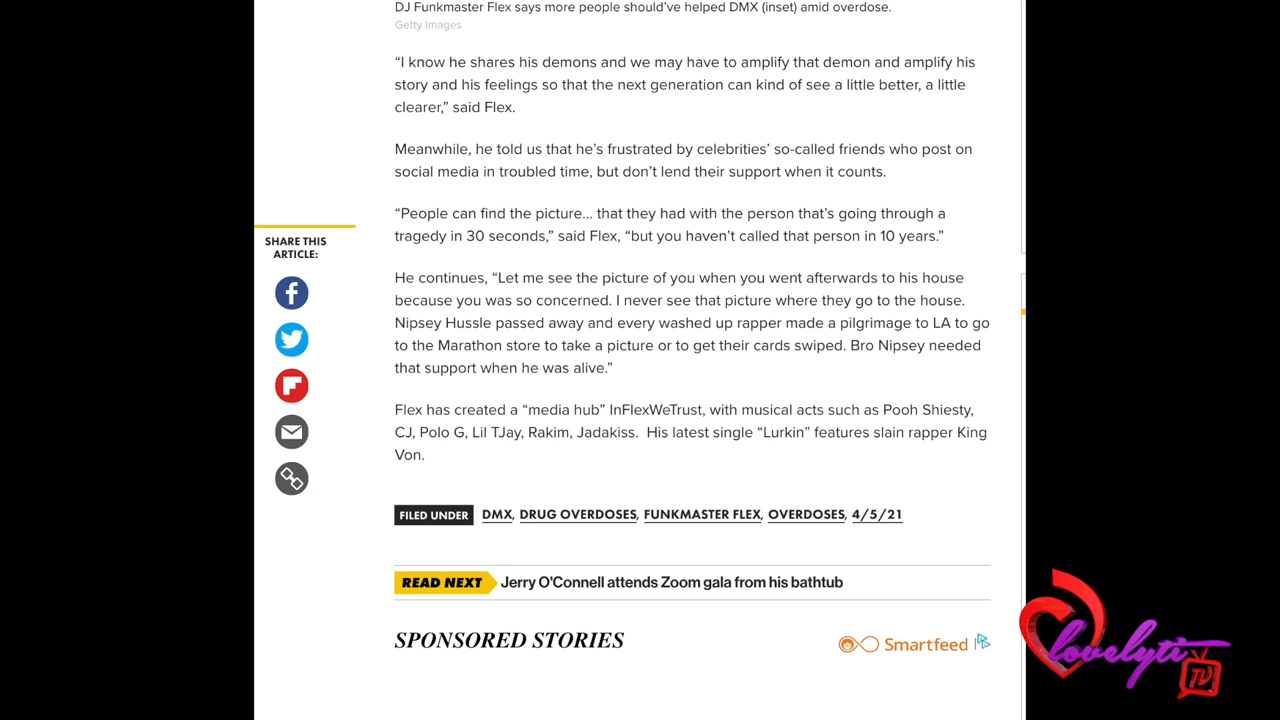 DJ Funkmaster Flex says more people should've helped DMX (inset) amid overdose.
Getty Images
“I know he shares his demons and we may have to amplify that demon and amplify his
story and his feelings so that the next generation can kind of see a little better, a little
clearer,” said Flex.
Meanwhile, he told us that he’s frustrated by celebrities’ so-called friends who post on
social media in troubled time, but don’t lend their support when it counts.
“People can find the picture… that they had with the person that’s going through a
tragedy in 30 seconds,” said Flex, “but you haven’t called that person in 10 years.”
He continues, “Let me see the picture of you when you went afterwards to his house
because you was so concerned. I never see that picture where they go to the house.
Nipsey Hussle passed away and every washed up rapper made a pilgrimage to LA to go
to the Marathon store to take a picture or to get their cards swiped. Bro Nipsey needed
that support when he was alive.”
Flex has created a “media hub” InFlexWeTrust, with musical acts such as Pooh Shiesty,
CJ, Polo G, Lil TJay, Rakim, Jadakiss.  His latest single “Lurkin” features slain rapper King
Von.
SHARE THIS
ARTICLE:
FILED UNDER DMX, DRUG OVERDOSES, FUNKMASTER FLEX, OVERDOSES, 4/5/21
READ NEXT Jerry O'Connell attends Zoom gala from his bathtub
SPONSORED STORIES
Smartfeed
lovelyti
TV